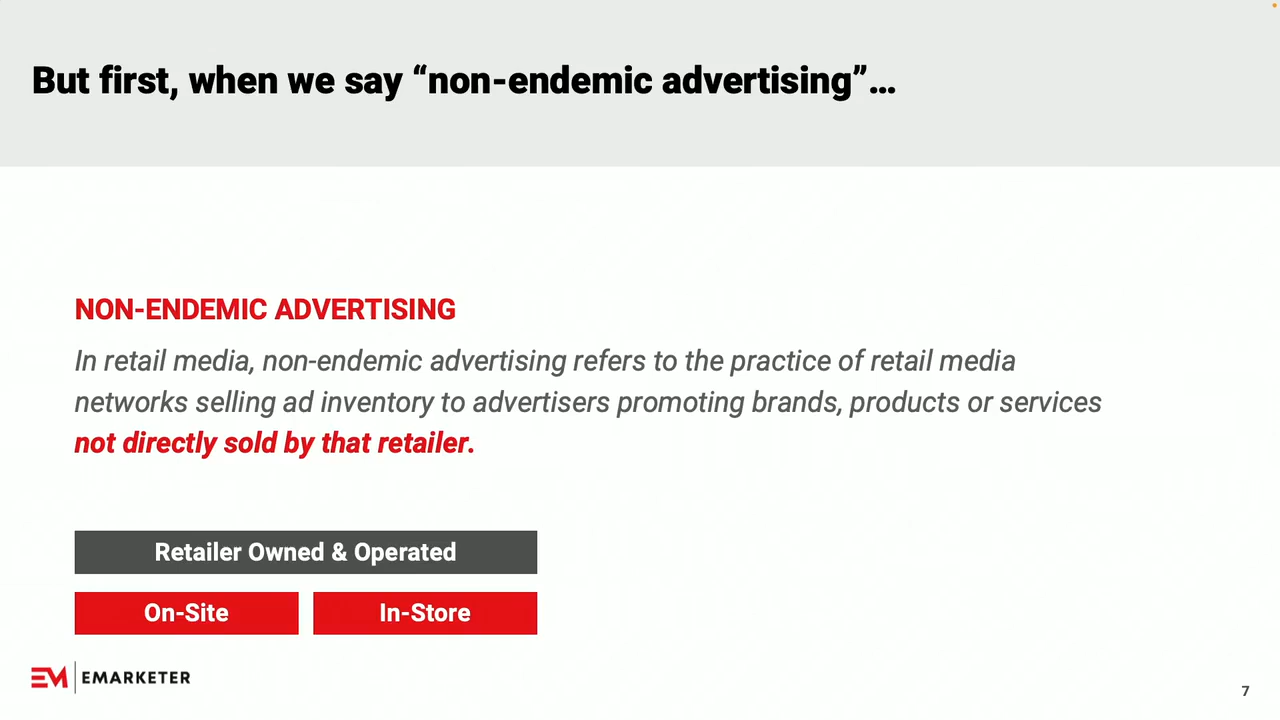 But first, when we say “non-endemic advertising”…
NON-ENDEMIC ADVERTISING
In retail media, non-endemic advertising refers to the practice of retail media
networks selling ad inventory to advertisers promoting brands, products or services
not directly sold by that retailer.
Retailer Owned & Operated
On-Site
In-Store
EM EMARKETER
7